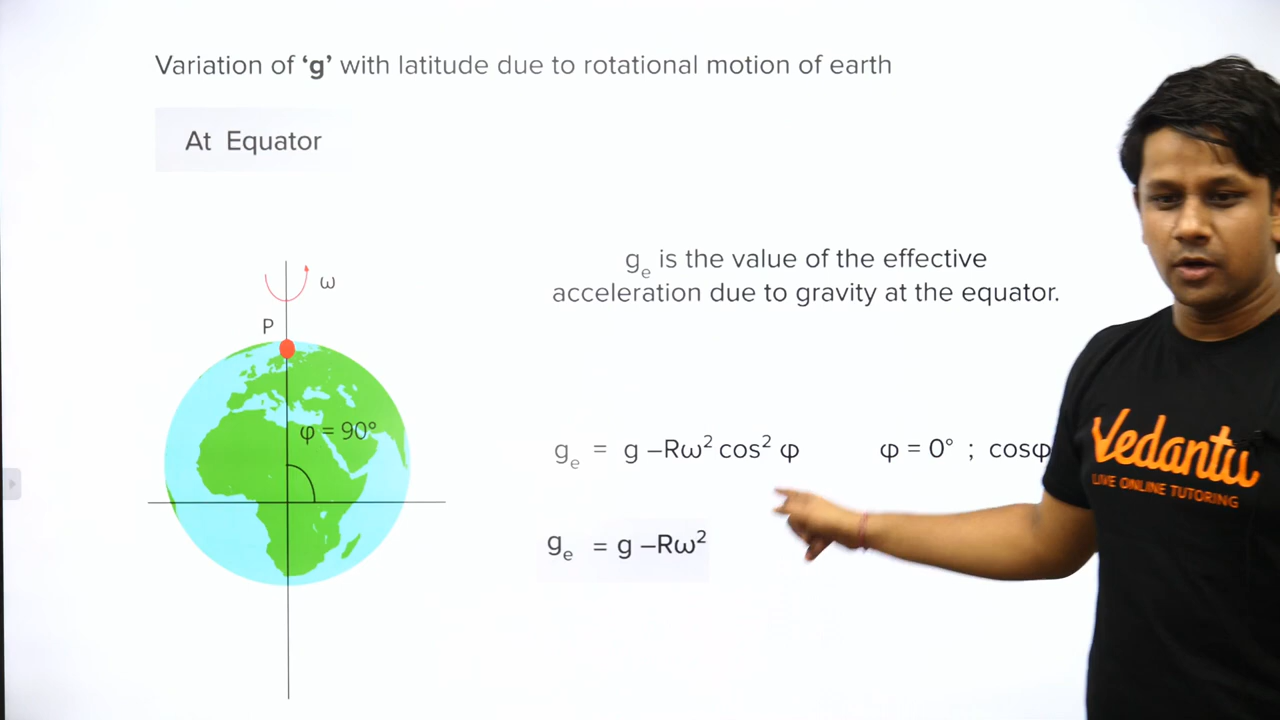 Variation of ‘g’ with latitude due to rotational motion of earth
At Equator
ω
P
φ = 90°
gₑ is the value of the effective
acceleration due to gravity at the equator.
gₑ = g –Rω² cos² φ
φ = 0° ; cosφ
gₑ = g –Rω²
Vedantu
LIVE ONLINE TUTORING